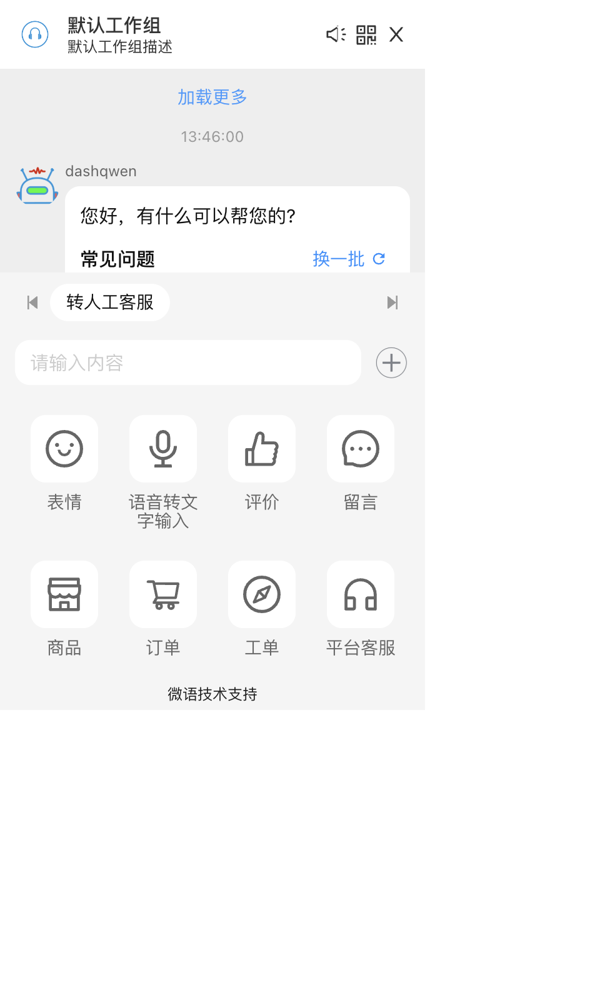 默认工作组
默认工作组描述
加载更多
13:46:00
dashqwen
您好，有什么可以帮您的?
常见问题 换一批
转人工客服
请输入内容
表情 语音转文 评价 留言
字输入
商品 订单 工单 平台客服
微语技术支持